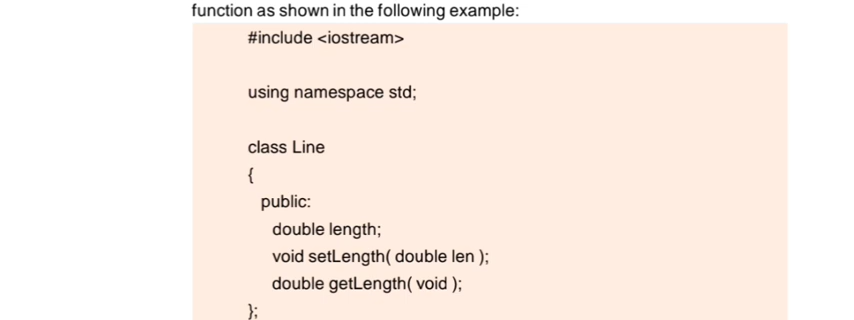 function as shown in the following example:
#include <iostream>
using namespace std;
class Line
{
public:
double length;
void setLength( double len );
double getLength( void );
};